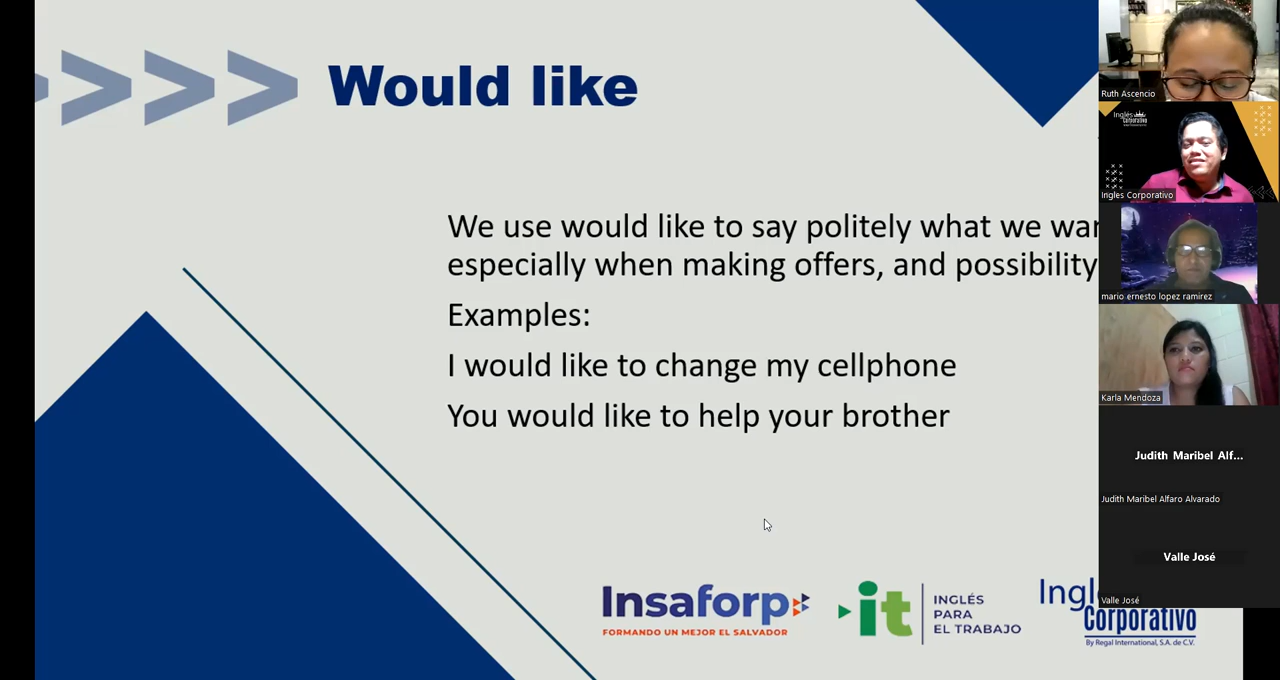 Would like
We use would like to say politely what we
especially when making offers, and possibility
Examples:
I would like to change my cellphone
You would like to help your brother
Insaforp
FORMANDO UN MEJOR EL SALVADOR
it
INGLÉS
PARA
EL TRABAJO
Corporativo
By Regal International, S.A. de C.V.
Ruth Ascencio
Inglés
Corporativo
Ingles Corporativo
mario ernesto lopez ramirez
Karla Mendoza
Judith Maribel Alf...
Judith Maribel Alfaro Alvarado
Valle José
Valle José